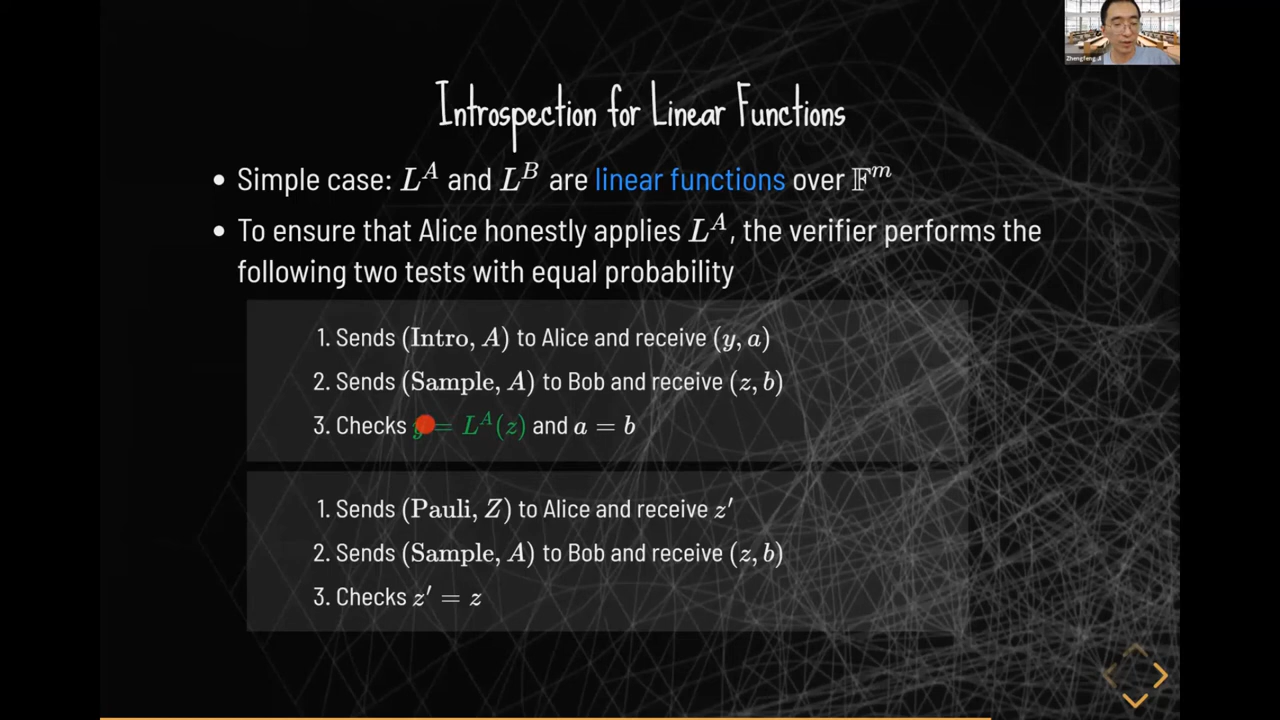 Zhengfeng Ji
Introspection for Linear Functions
• Simple case: L^A and L^B are linear functions over 𝔽^m
• To ensure that Alice honestly applies L^A, the verifier performs the
following two tests with equal probability
1. Sends (Intro, A) to Alice and receive (y, a)
2. Sends (Sample, A) to Bob and receive (z, b)
3. Checks y = L^A(z) and a = b
1. Sends (Pauli, Z) to Alice and receive z′
2. Sends (Sample, A) to Bob and receive (z, b)
3. Checks z′ = z